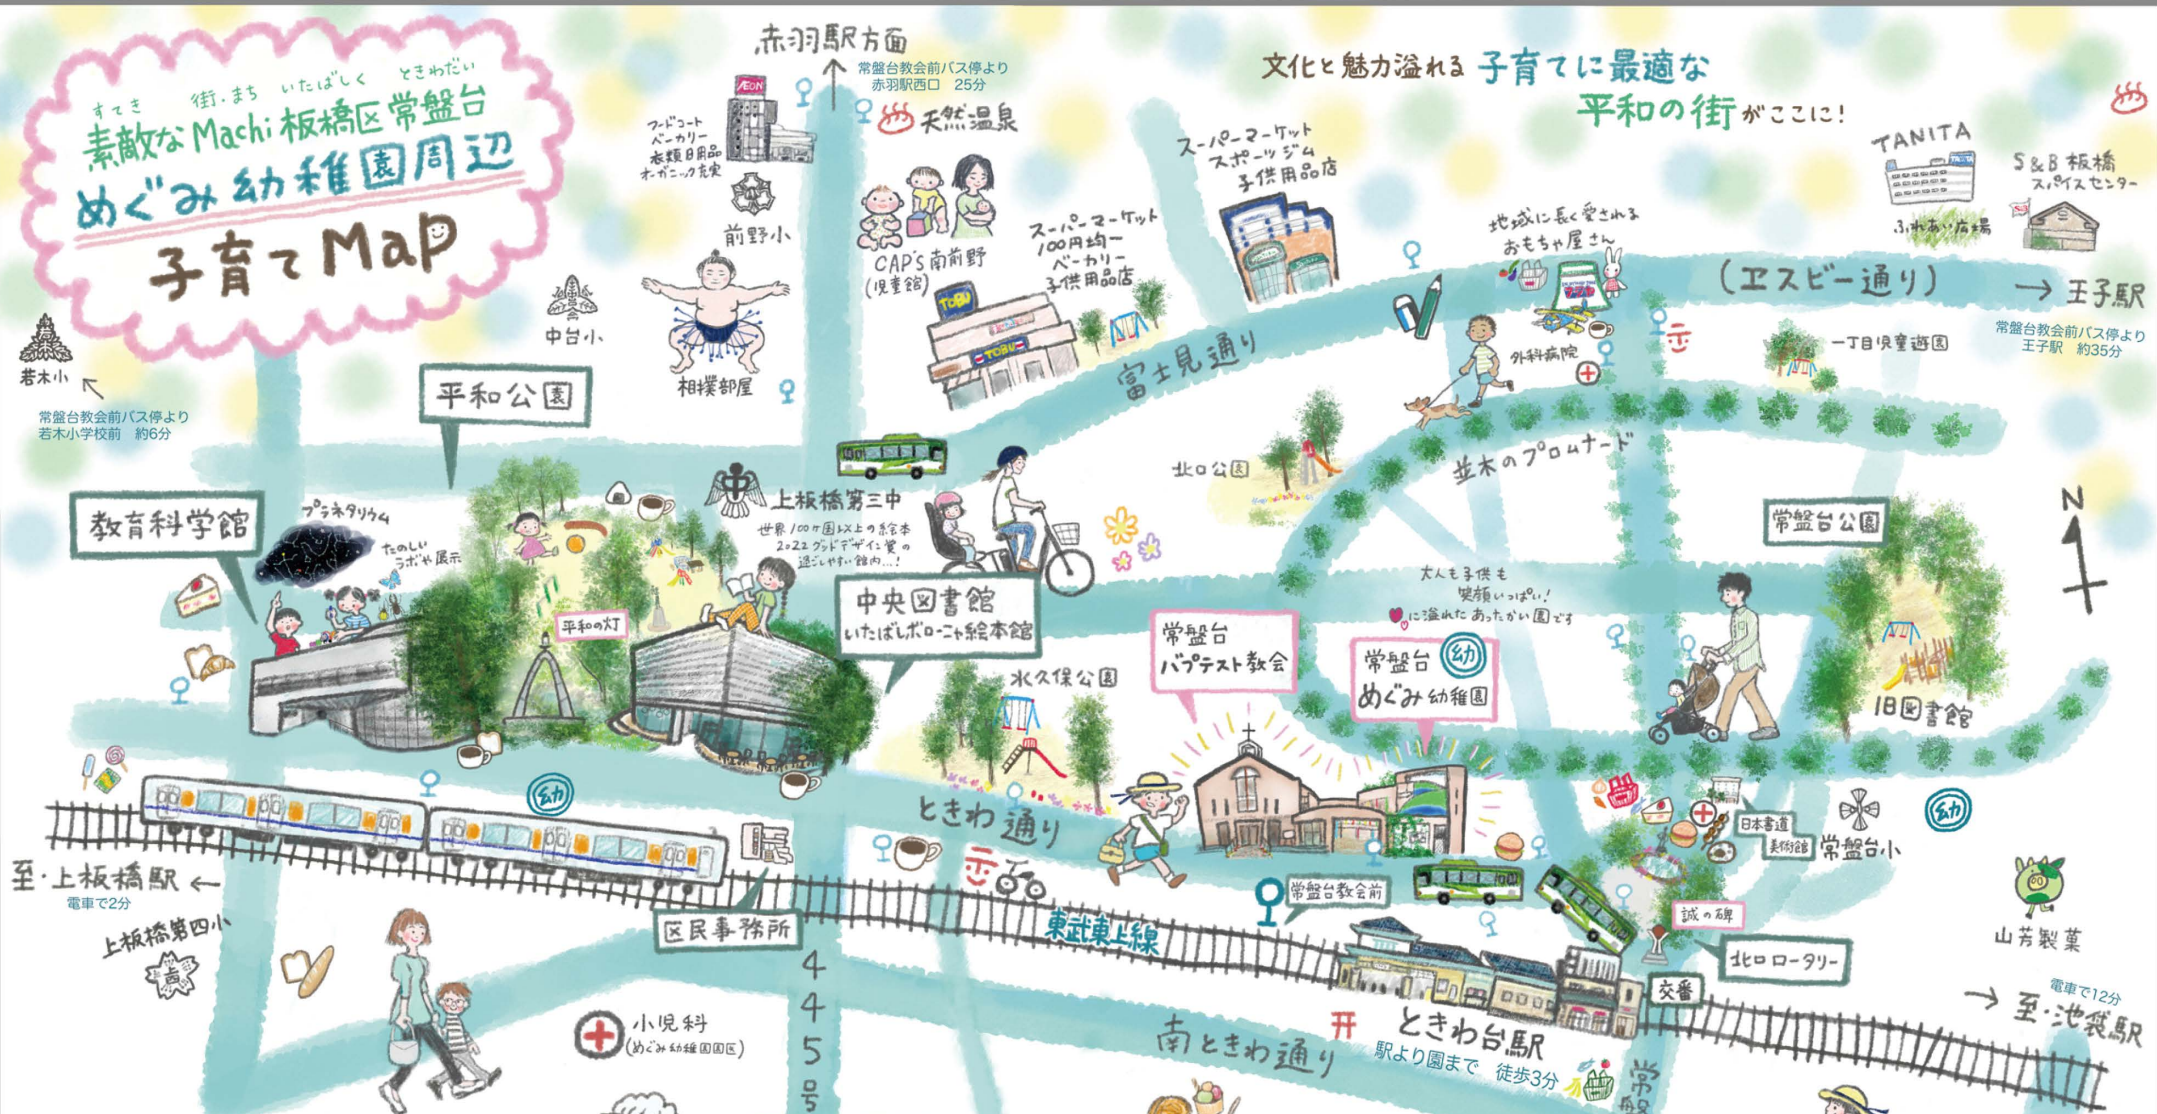 すてき 街・まち いたばしく ときわだい
素敵なMachi板橋区常盤台
めぐみ幼稚園周辺
子育てMap
赤羽駅方面
常盤台教会前バス停より
赤羽駅西口 25分
天然温泉
AEON
フードコート
ベーカリー
衣類日用品
オーガニック充実
前野小
CAP'S南前野
(児童館)
中台小
相撲部屋
若木小
常盤台教会前バス停より
若木小学校前 約6分
文化と魅力溢れる 子育てに最適な
平和の街がここに!
スーパーマーケット
スポーツジム
子供用品店
スーパーマーケット
100円均一
ベーカリー
子供用品店
TOBU
TOBU
地域に長く愛される
おもちゃ屋さん
TANITA
ふれあい広場
S&B板橋
スパイスセンター
(ヱスビー通り)
→ 王子駅
常盤台教会前バス停より
王子駅 約35分
富士見通り
外科病院
一丁目児童遊園
北口公園
並木のプロムナード
平和公園
教育科学館
プラネタリウム
たのしい
ラボや展示
平和の灯
中
上板橋第三中
世界100ヶ国以上の絵本
2022グッドデザイン賞の
過ごしやすい館内…!
中央図書館
いたばしボローニャ絵本館
常盤台公園
N
旧図書館
大人も子供も
笑顔いっぱい!
に溢れたあったかい園です
常盤台
バプテスト教会
常盤台 幼
めぐみ幼稚園
水久保公園
ときわ通り
幼
至・上板橋駅 ←
電車で2分
上板橋第四小
区民事務所
東武東上線
常盤台教会前
日本書道
美術館
常盤台小
幼
誠の碑
北口ロータリー
交番
山芳製菓
電車で12分
→ 至・池袋駅
ときわ台駅
駅より園まで 徒歩3分
南ときわ通り
小児科
(めぐみ幼稚園園医)
445号
常盤